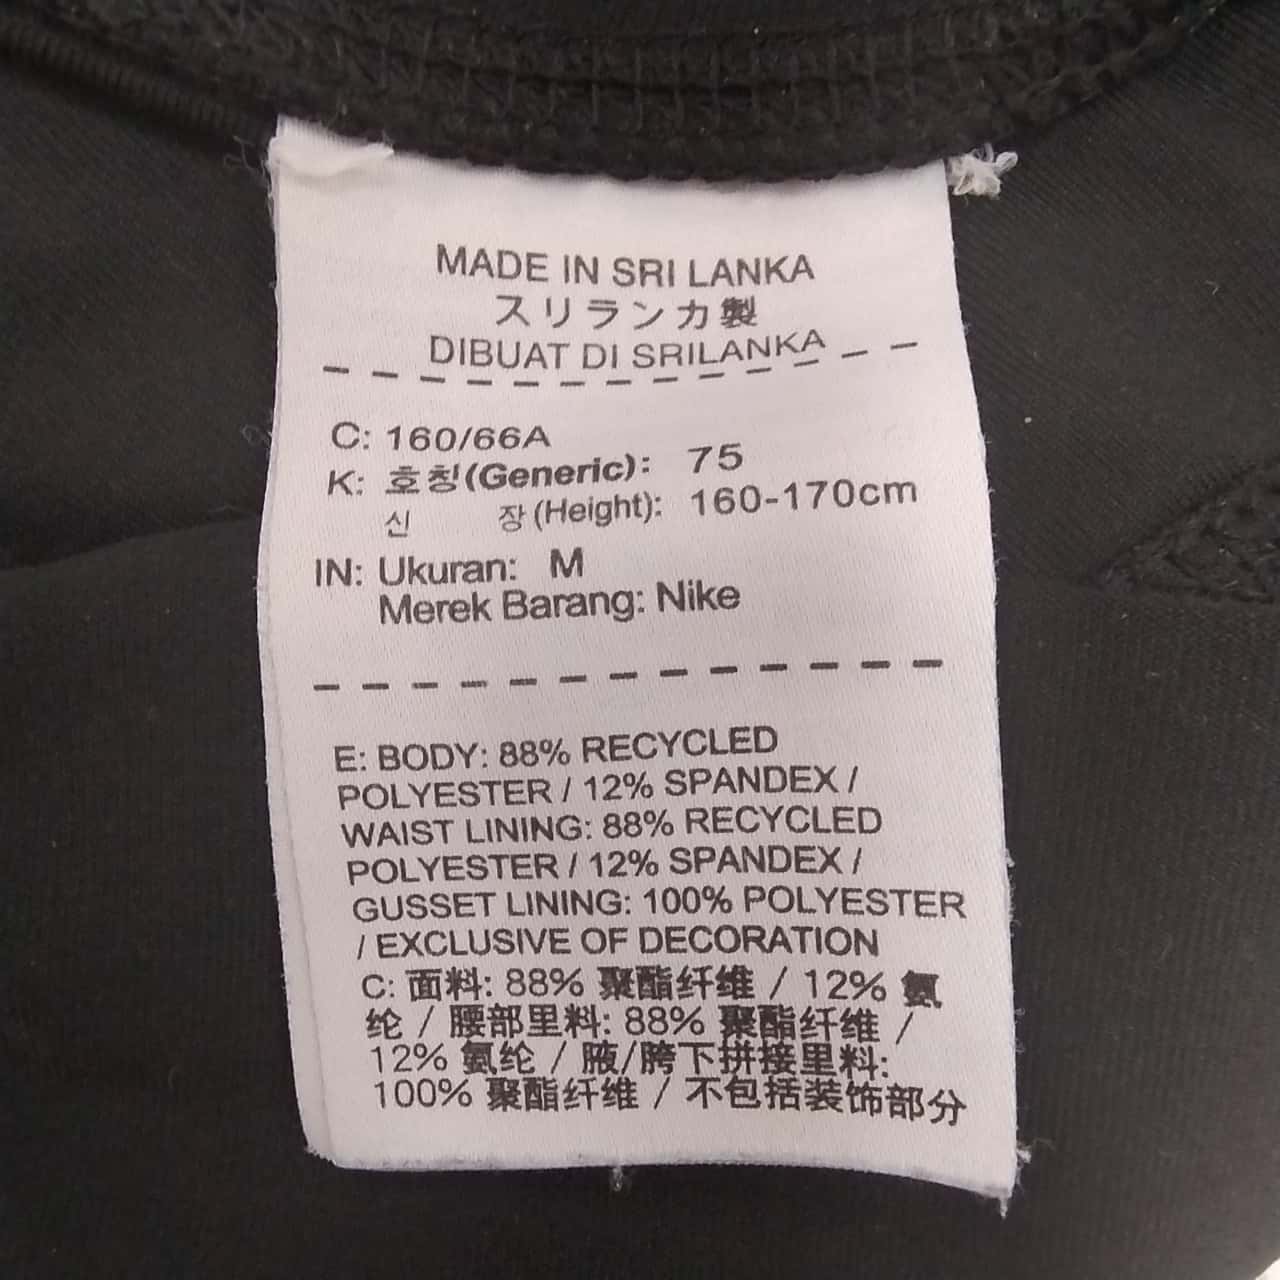 MADE IN SRI LANKA
スリランカ製
DIBUAT DI SRILANKA
C: 160/66A
K: 호칭(Generic): 75
신 장(Height): 160-170cm
IN: Ukuran: M
Merek Barang: Nike
E: BODY: 88% RECYCLED
POLYESTER / 12% SPANDEX /
WAIST LINING: 88% RECYCLED
POLYESTER / 12% SPANDEX /
GUSSET LINING: 100% POLYESTER
/ EXCLUSIVE OF DECORATION
C: 面料: 88% 聚酯纤维 / 12% 氨
纶 / 腰部里料: 88% 聚酯纤维 /
12% 氨纶 / 腋/胯下拼接里料:
100% 聚酯纤维 / 不包括装饰部分